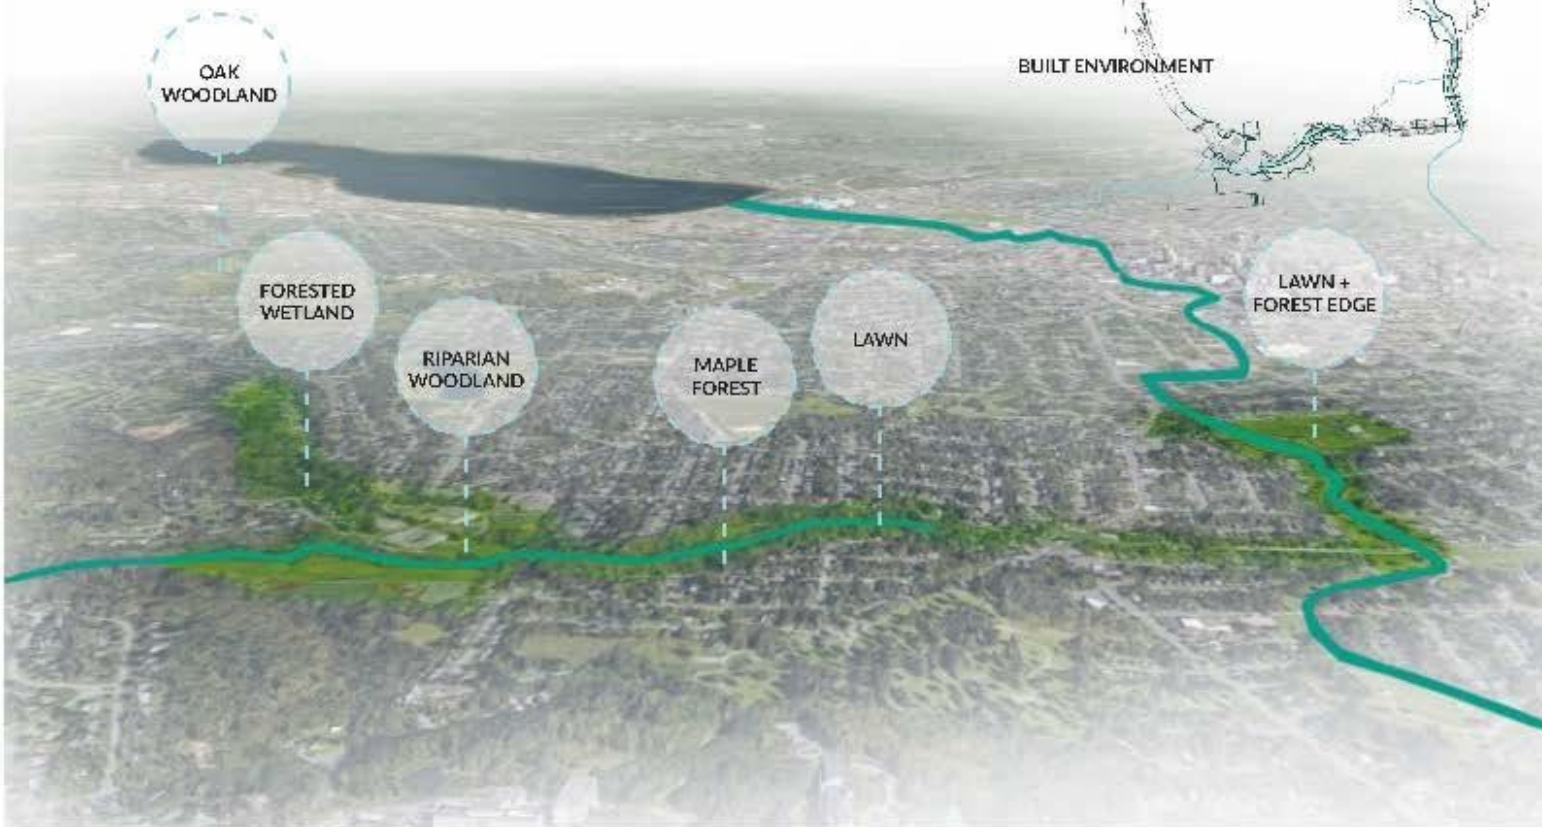 OAK
WOODLAND
BUILT ENVIRONMENT
FORESTED
WETLAND
RIPARIAN
WOODLAND
MAPLE
FOREST
LAWN
LAWN +
FOREST EDGE